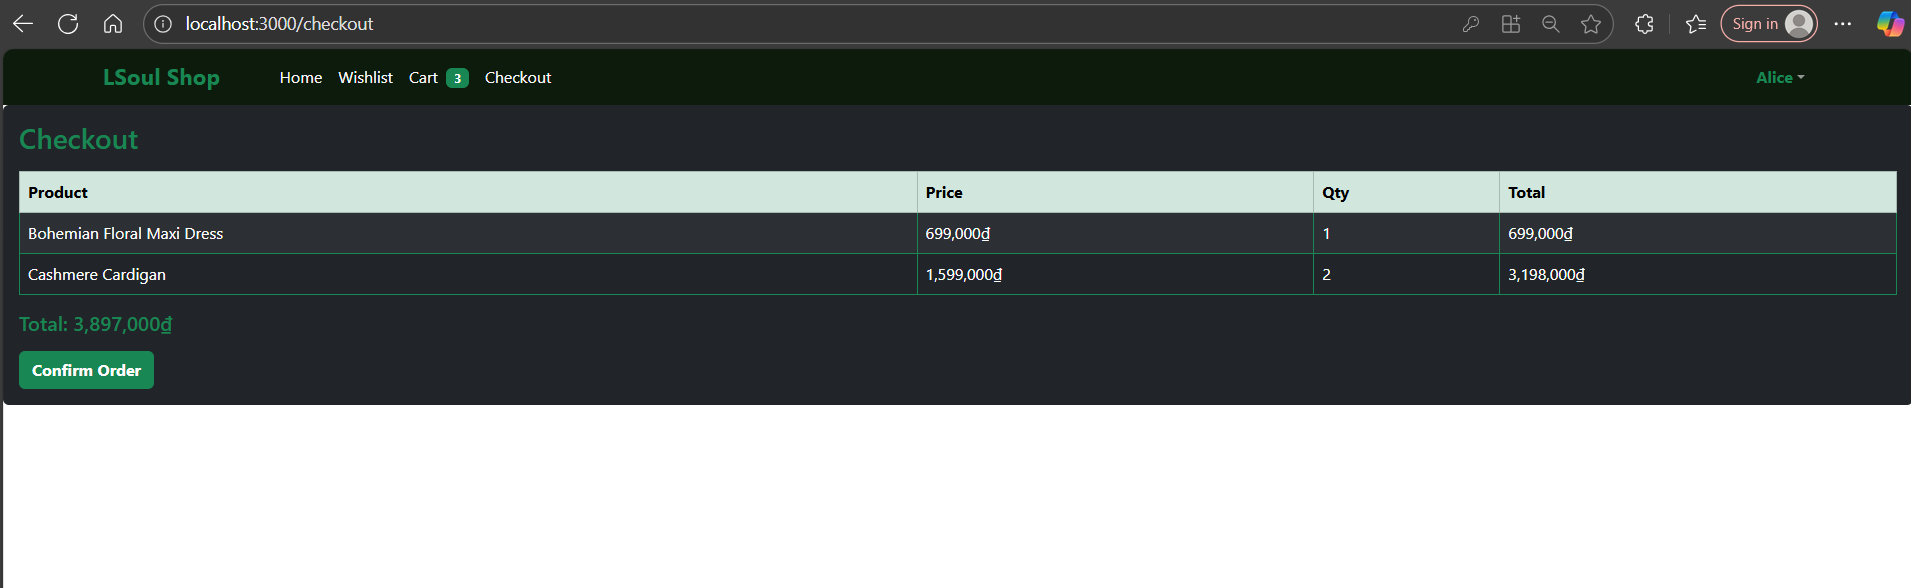 localhost:3000/checkout Sign in
LSoul Shop Home Wishlist Cart 3 Checkout Alice
Checkout
Product Price Qty Total
Bohemian Floral Maxi Dress 699,000₫ 1 699,000₫
Cashmere Cardigan 1,599,000₫ 2 3,198,000₫
Total: 3,897,000₫
Confirm Order